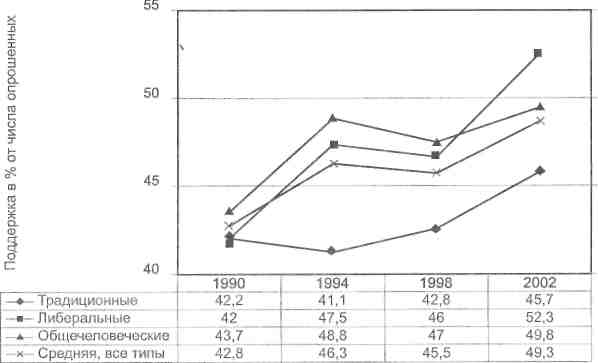 Поддержка в % от числа опрошенных
55
50
45
40
1990 1994 1998 2002
Традиционные 42,2 41,1 42,8 45,7
Либеральные 42 47,5 46 52,3
Общечеловеческие 43,7 48,8 47 49,8
Средняя, все типы 42,8 46,3 45,5 49,3